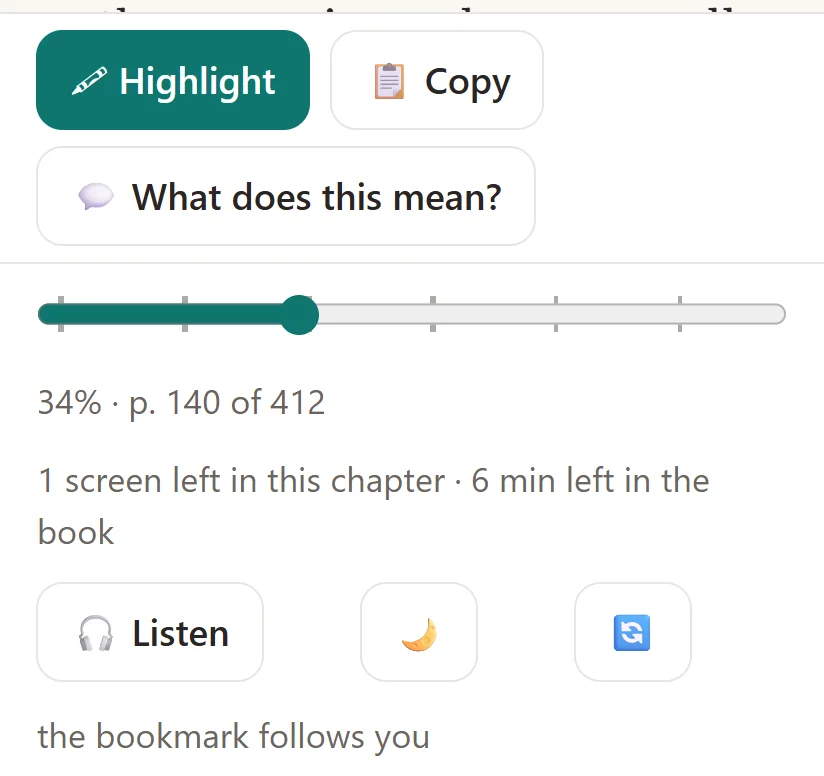 Highlight
Copy
What does this mean?
34% · p. 140 of 412
1 screen left in this chapter · 6 min left in the
book
Listen
the bookmark follows you